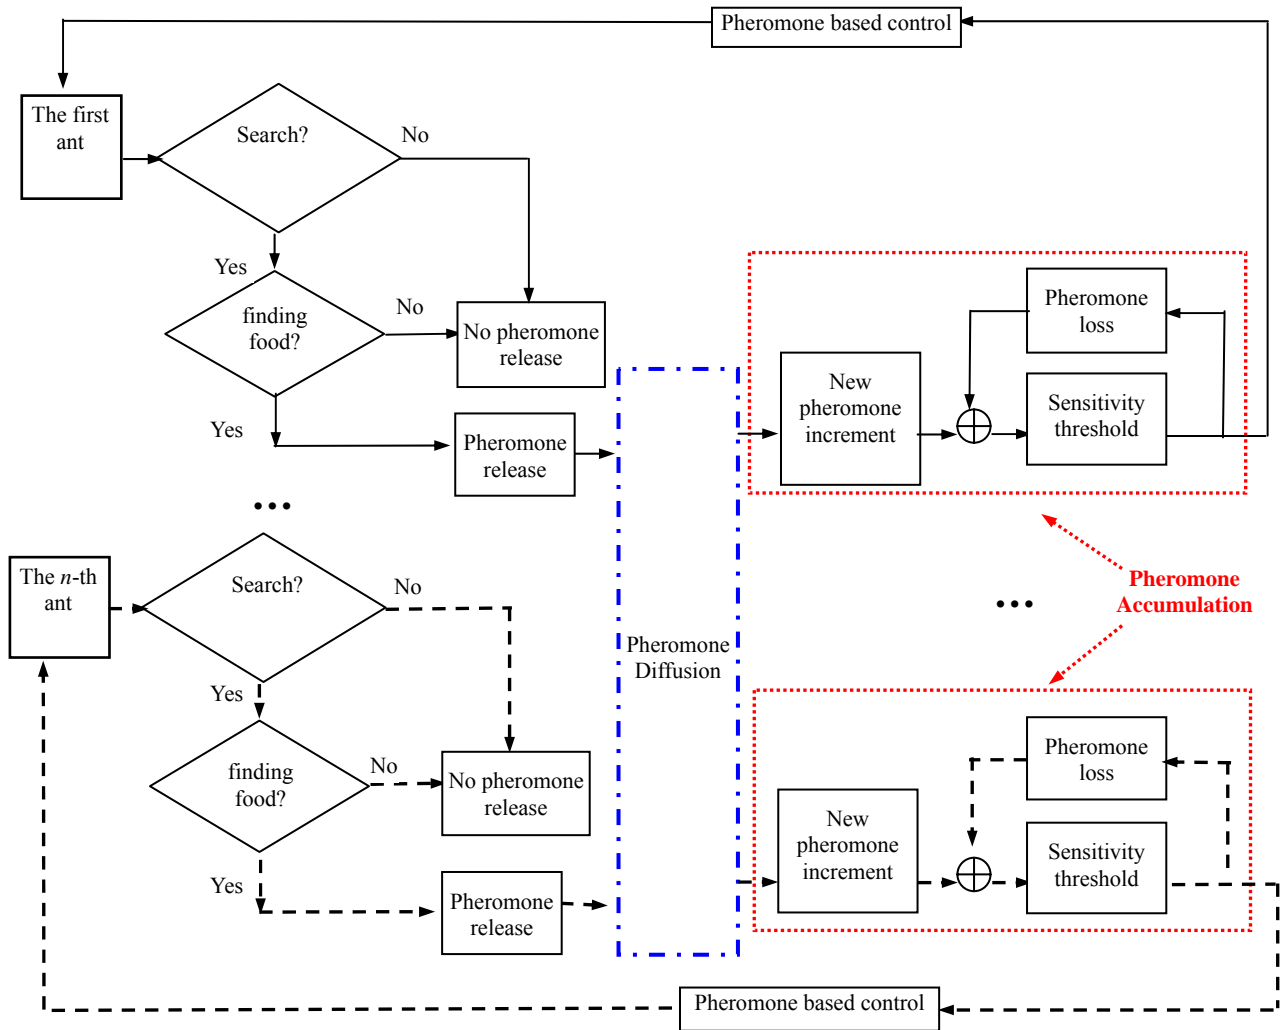 Pheromone based control
The first
ant
Search?
No
Yes
finding
food?
No
No pheromone
release
Yes
Pheromone
release
New
pheromone
increment
Pheromone
loss
Sensitivity
threshold
...
Pheromone
Diffusion
...
Pheromone
Accumulation
The n-th
ant
Search?
No
Yes
finding
food?
No
No pheromone
release
Yes
Pheromone
release
New
pheromone
increment
Pheromone
loss
Sensitivity
threshold
Pheromone based control